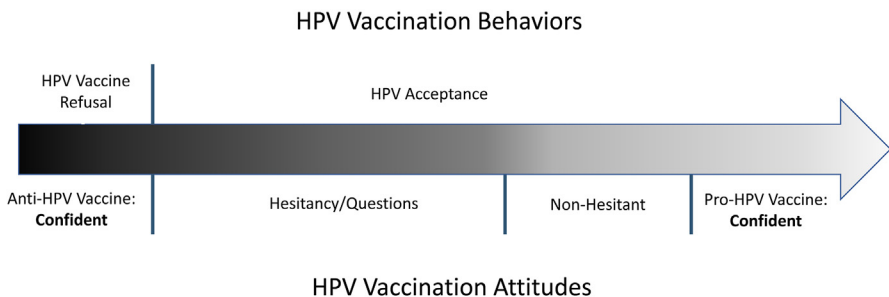 HPV Vaccination Behaviors
HPV Vaccine
Refusal
HPV Acceptance
Anti-HPV Vaccine:
Confident
Hesitancy/Questions
Non-Hesitant
Pro-HPV Vaccine:
Confident
HPV Vaccination Attitudes